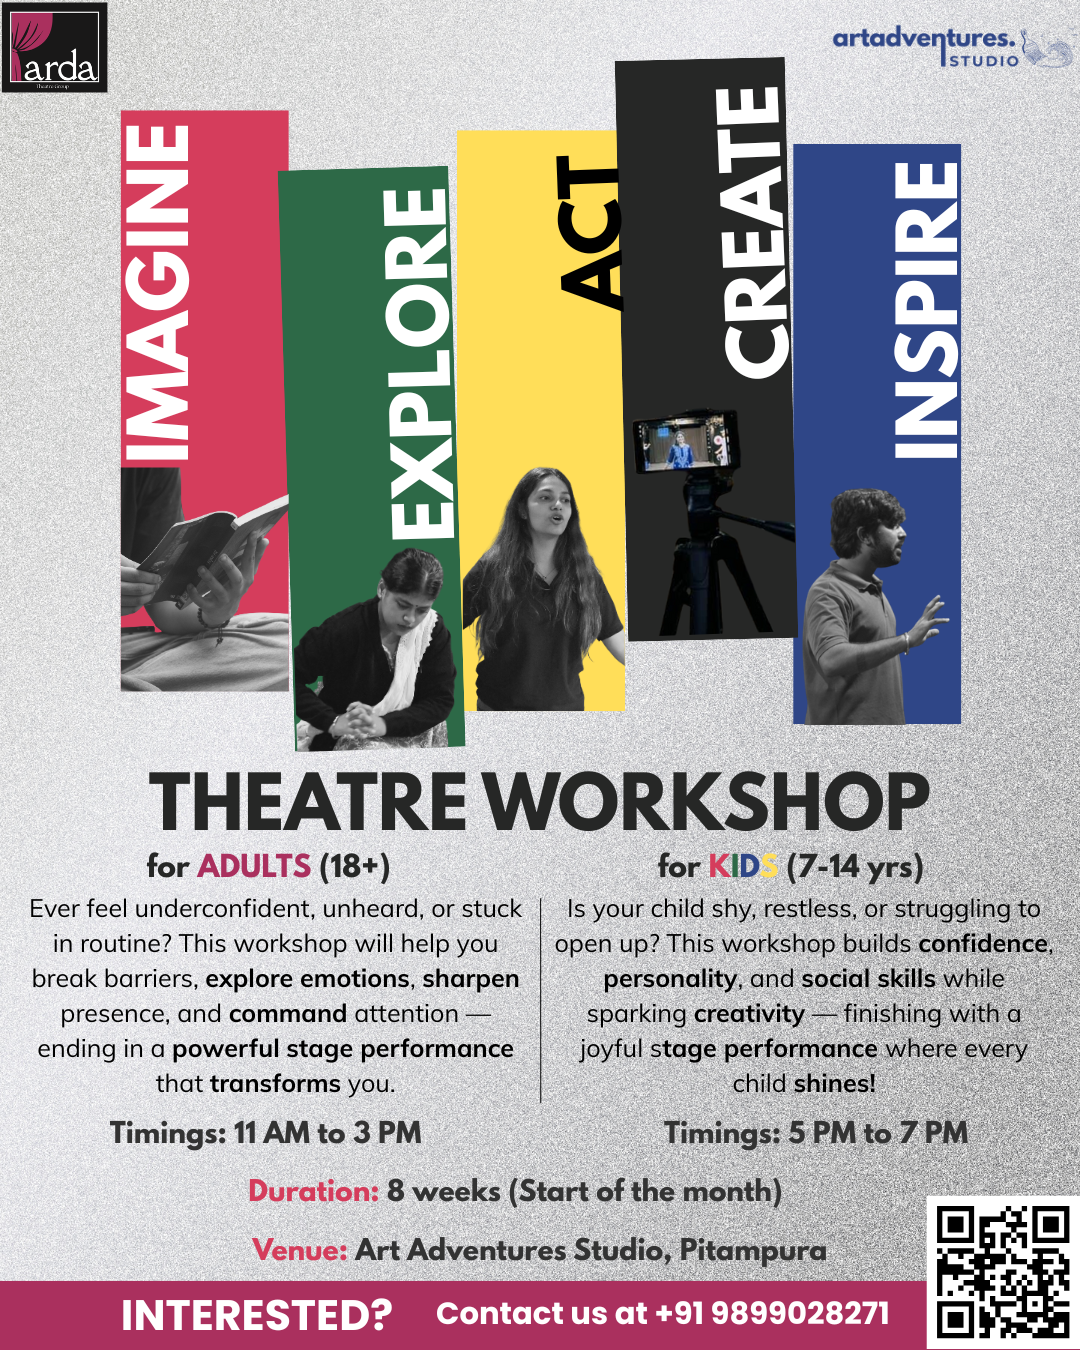 Parda
Theatre Group
artadventures.
STUDIO
IMAGINE
EXPLORE
ACT
CREATE
INSPIRE
THEATRE WORKSHOP
for ADULTS (18+)
Ever feel underconfident, unheard, or stuck
in routine? This workshop will help you
break barriers, explore emotions, sharpen
presence, and command attention —
ending in a powerful stage performance
that transforms you.
Timings: 11 AM to 3 PM
for KIDS (7-14 yrs)
Is your child shy, restless, or struggling to
open up? This workshop builds confidence,
personality, and social skills while
sparking creativity — finishing with a
joyful stage performance where every
child shines!
Timings: 5 PM to 7 PM
Duration: 8 weeks (Start of the month)
Venue: Art Adventures Studio, Pitampura
INTERESTED?
Contact us at +91 9899028271